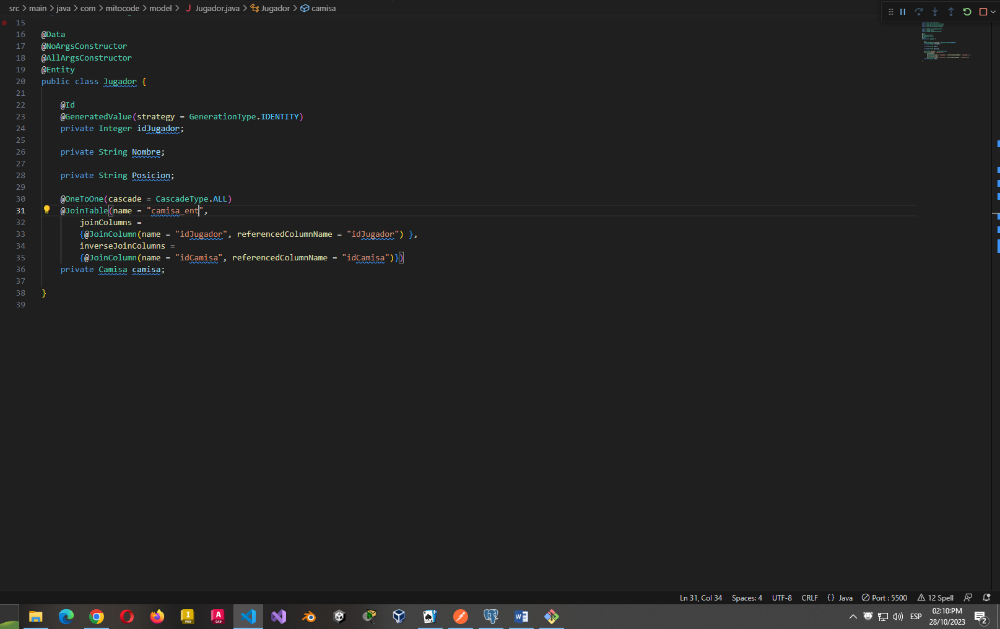 src > main > java > com > mitocode > model > J Jugador.java > Jugador > camisa
15
16 @Data
17 @NoArgsConstructor
18 @AllArgsConstructor
19 @Entity
20 public class Jugador {
21
22 @Id
23 @GeneratedValue(strategy = GenerationType.IDENTITY)
24 private Integer idJugador;
25
26 private String Nombre;
27
28 private String Posicion;
29
30 @OneToOne(cascade = CascadeType.ALL)
31 @JoinTable(name = "camisa_ent",
32 joinColumns =
33 {@JoinColumn(name = "idJugador", referencedColumnName = "idJugador") },
34 inverseJoinColumns =
35 {@JoinColumn(name = "idCamisa", referencedColumnName = "idCamisa")})
36 private Camisa camisa;
37
38 }
39
Ln 31, Col 34 Spaces: 4 UTF-8 CRLF {} Java Port : 5500 12 Spell
I PRO A CAD W ESP 02:10:PM
28/10/2023 2